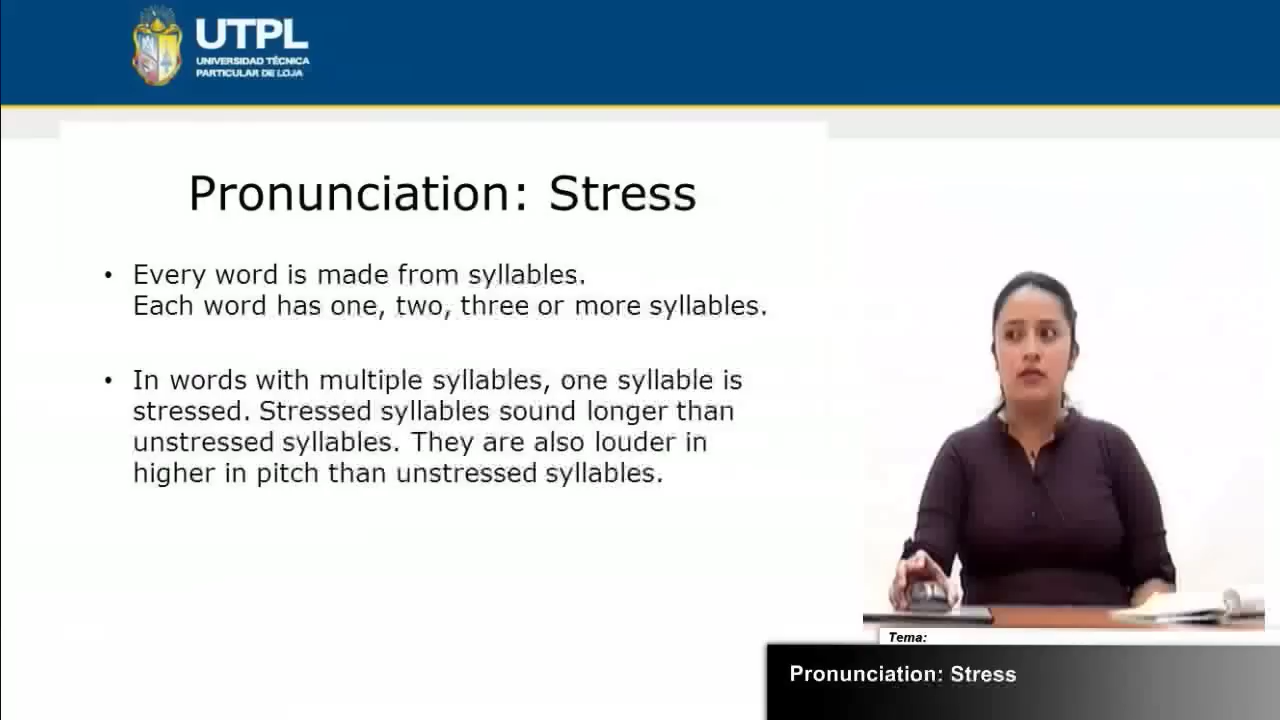 UTPL
UNIVERSIDAD TÉCNICA
PARTICULAR DE LOJA
Pronunciation: Stress
• Every word is made from syllables.
Each word has one, two, three or more syllables.
• In words with multiple syllables, one syllable is
stressed. Stressed syllables sound longer than
unstressed syllables. They are also louder in
higher in pitch than unstressed syllables.
Tema:
Pronunciation: Stress